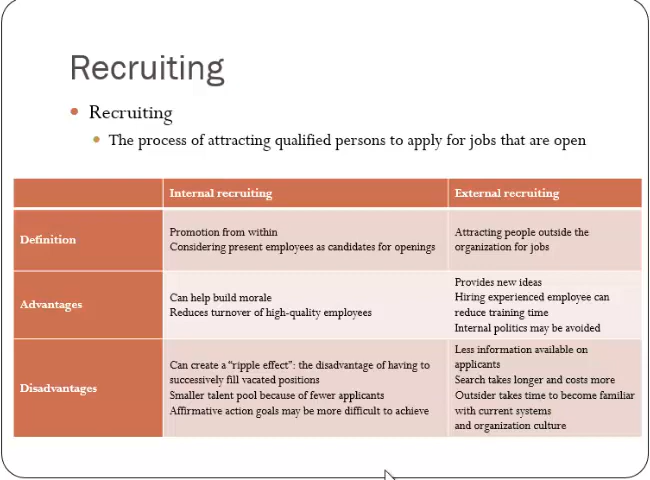 Recruiting
Recruiting
The process of attracting qualified persons to apply for jobs that are open
Internal recruiting
External recruiting
Definition
Promotion from within
Considering present employees as candidates for openings
Attracting people outside the
organization for jobs
Advantages
Can help build morale
Reduces turnover of high-quality employees
Provides new ideas
Hiring experienced employee can
reduce training time
Internal politics may be avoided
Disadvantages
Can create a “ripple effect”: the disadvantage of having to
successively fill vacated positions
Smaller talent pool because of fewer applicants
Affirmative action goals may be more difficult to achieve
Less information available on
applicants
Search takes longer and costs more
Outsider takes time to become familiar
with current systems
and organization culture